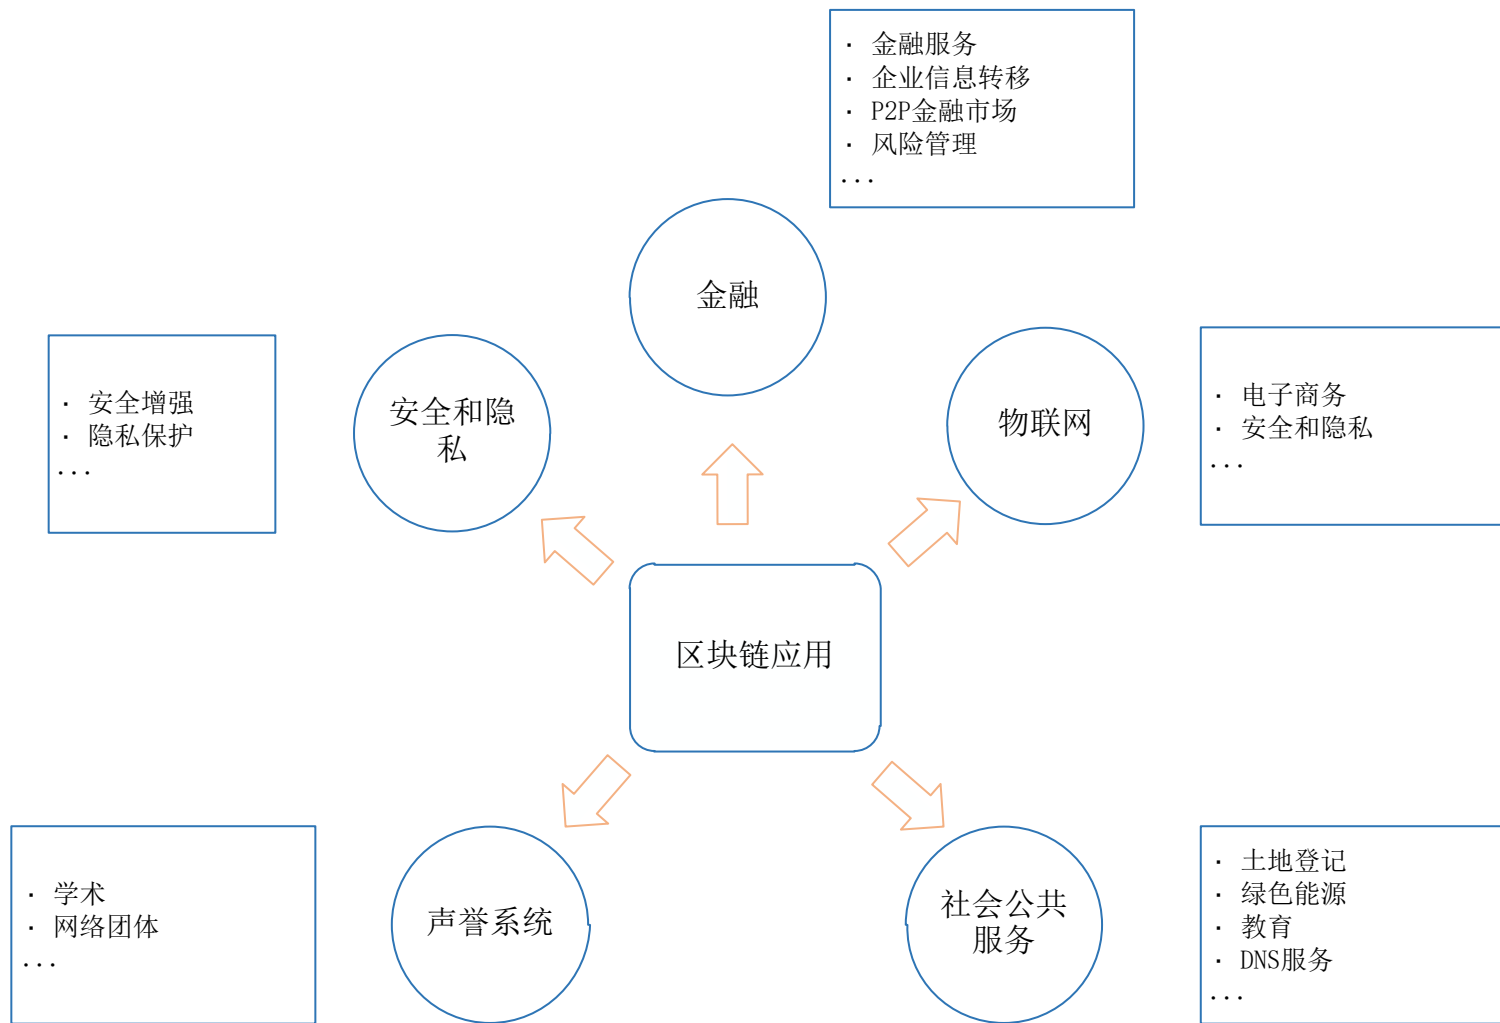 · 金融服务
· 企业信息转移
· P2P金融市场
· 风险管理
...
金融
· 安全增强
· 隐私保护
...
安全和隐
私
物联网
· 电子商务
· 安全和隐私
...
区块链应用
· 学术
· 网络团体
...
声誉系统
社会公共
服务
· 土地登记
· 绿色能源
· 教育
· DNS服务
...